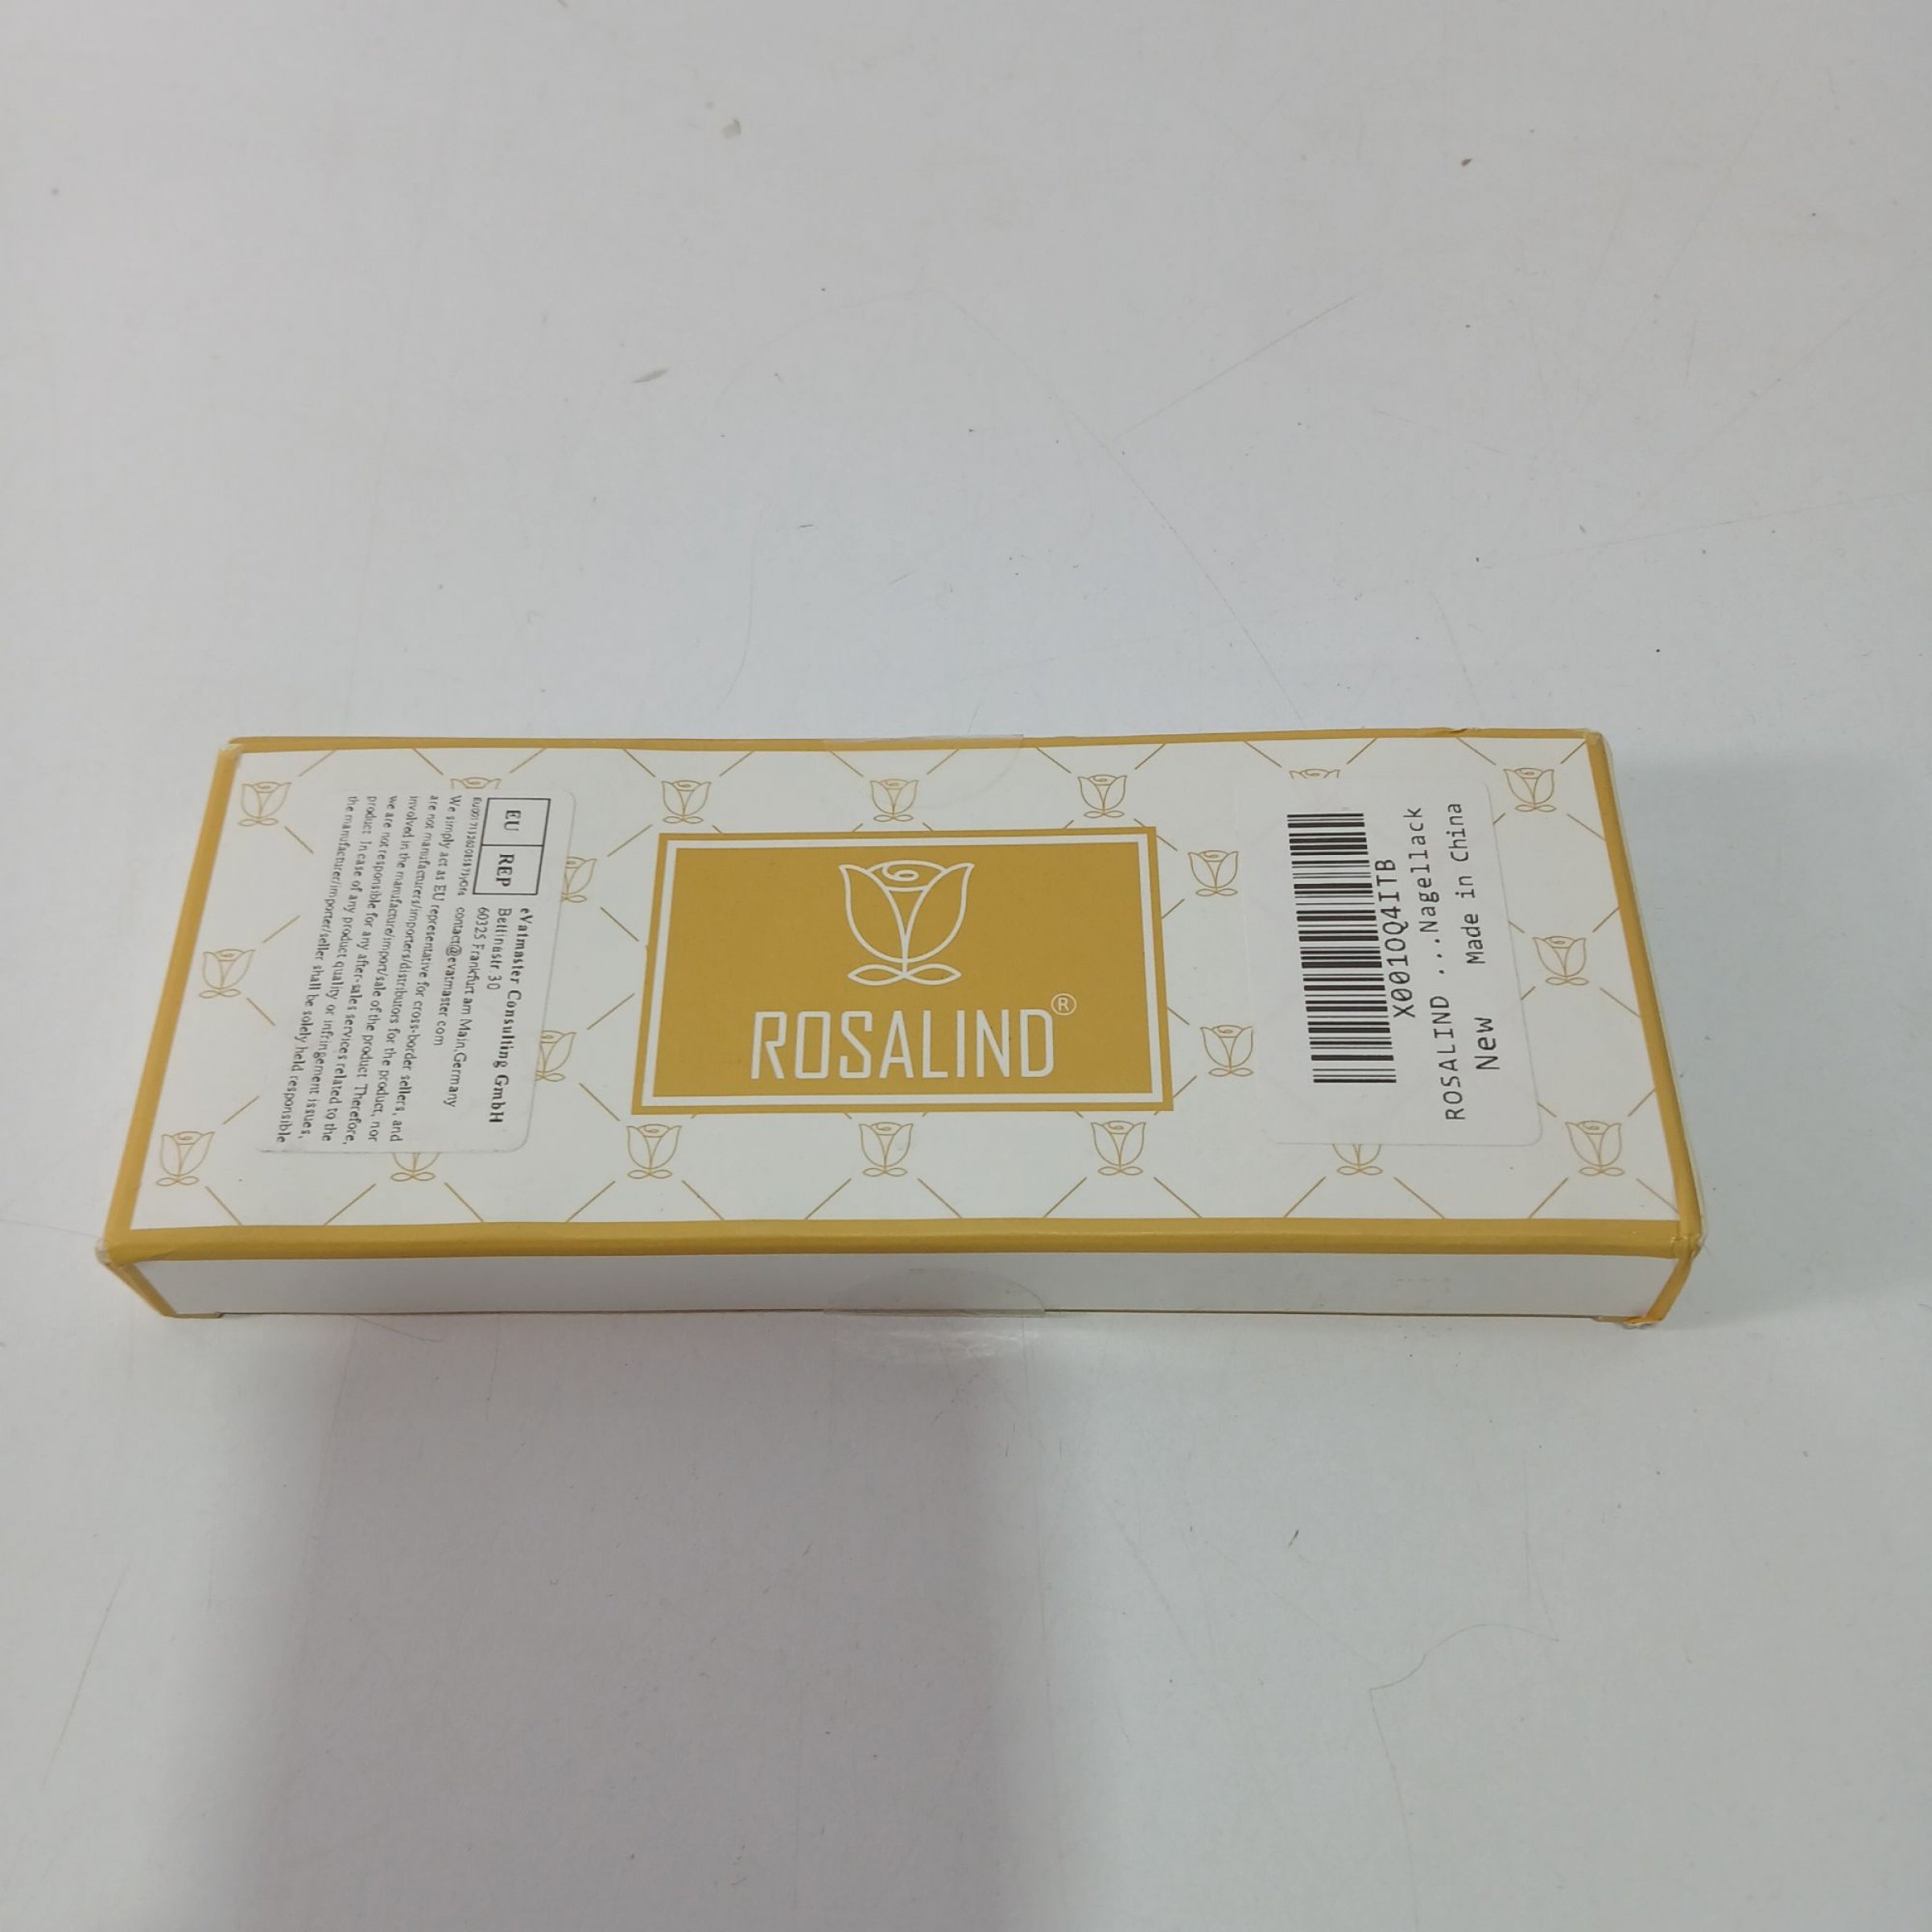 ROSALIND®
EU REP
eVatmaster Consulting GmbH
Bettinastr 30
60325 Frankfurt am Main,Germany
contact@evatmaster com
We simply act as EU representative for cross-border sellers, and
are not manufacturers/importers/distributors for the product, nor
involved in the manufacture/import/sale of the product. Therefore,
we are not responsible for any after-sales services related to the
product. In case of any product quality or infringement issues,
the manufacturer/importer/seller shall be solely held responsible
X001OQ4ITB
ROSALIND ...Nagellack
New Made in China